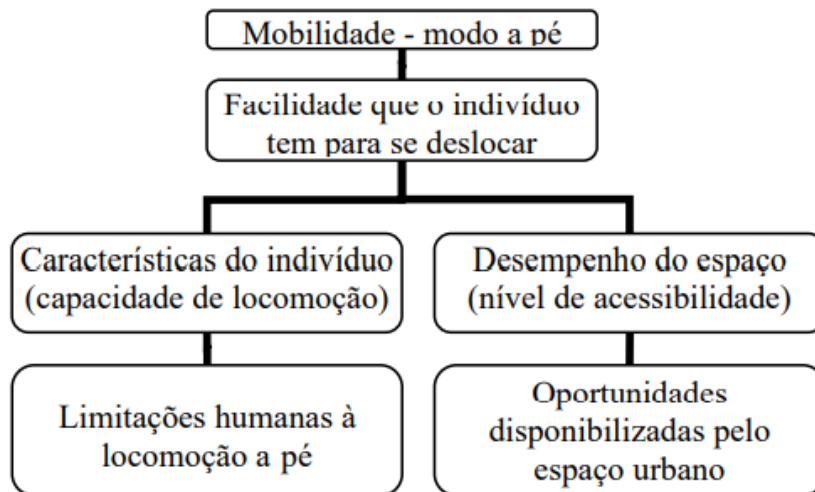 Mobilidade - modo a pé
Facilidade que o indivíduo
tem para se deslocar
Características do indivíduo
(capacidade de locomoção)
Desempenho do espaço
(nível de acessibilidade)
Limitações humanas à
locomoção a pé
Oportunidades
disponibilizadas pelo
espaço urbano